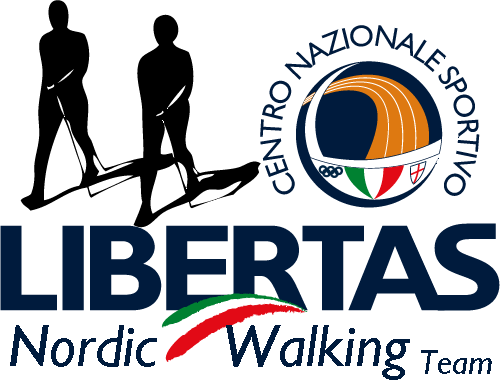 CENTRO NAZIONALE SPORTIVO
LIBERTAS
Nordic Walking Team